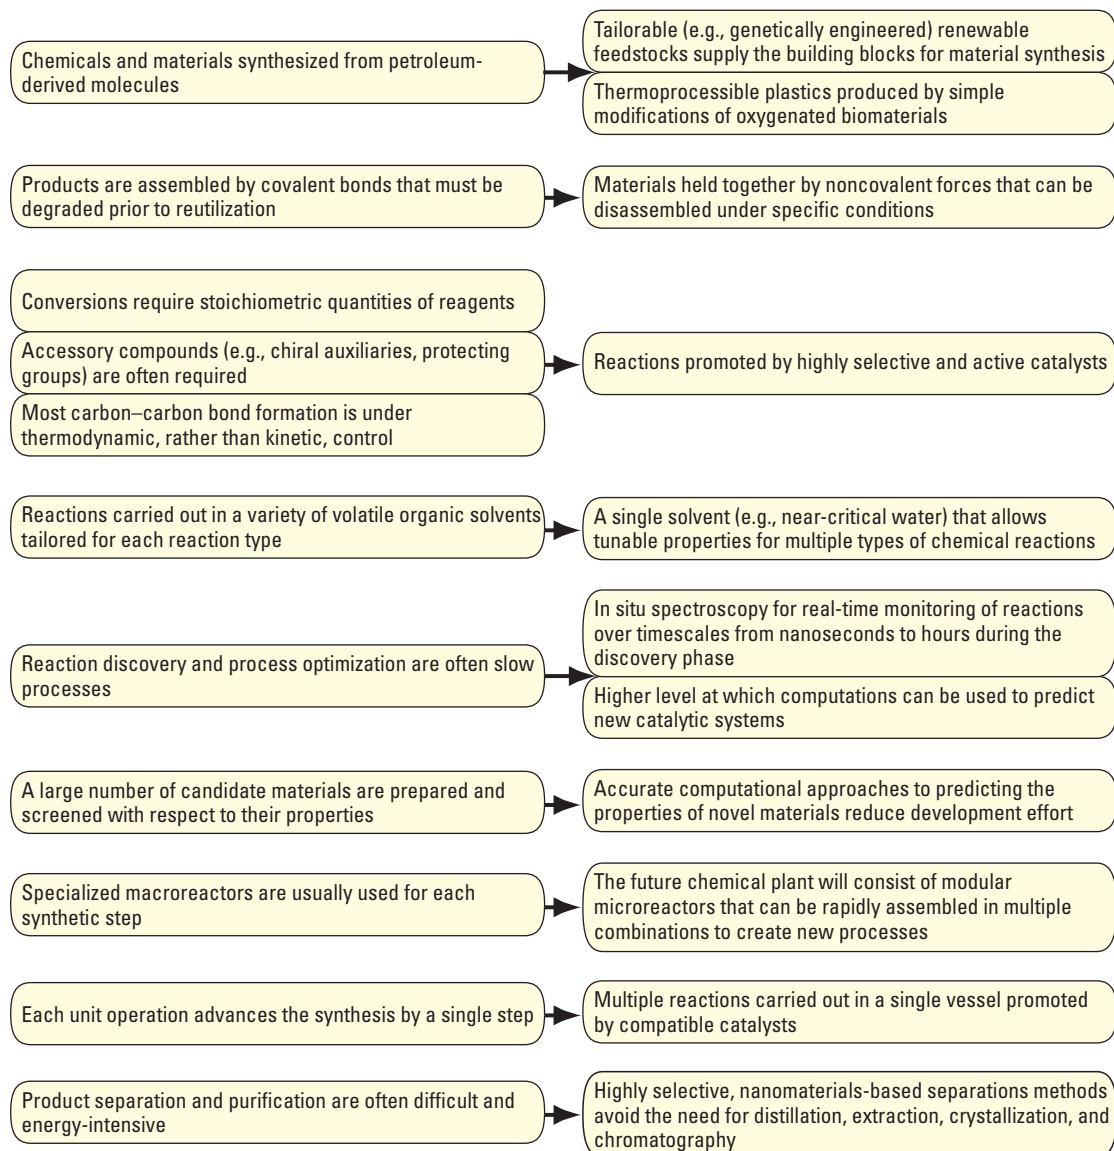 Chemicals and materials synthesized from petroleum-
derived molecules
Tailorable (e.g., genetically engineered) renewable
feedstocks supply the building blocks for material synthesis
Thermoprocessible plastics produced by simple
modifications of oxygenated biomaterials
Products are assembled by covalent bonds that must be
degraded prior to reutilization
Materials held together by noncovalent forces that can be
disassembled under specific conditions
Conversions require stoichiometric quantities of reagents
Accessory compounds (e.g., chiral auxiliaries, protecting
groups) are often required
Most carbon–carbon bond formation is under
thermodynamic, rather than kinetic, control
Reactions promoted by highly selective and active catalysts
Reactions carried out in a variety of volatile organic solvents
tailored for each reaction type
A single solvent (e.g., near-critical water) that allows
tunable properties for multiple types of chemical reactions
Reaction discovery and process optimization are often slow
processes
In situ spectroscopy for real-time monitoring of reactions
over timescales from nanoseconds to hours during the
discovery phase
Higher level at which computations can be used to predict
new catalytic systems
A large number of candidate materials are prepared and
screened with respect to their properties
Accurate computational approaches to predicting the
properties of novel materials reduce development effort
Specialized macroreactors are usually used for each
synthetic step
The future chemical plant will consist of modular
microreactors that can be rapidly assembled in multiple
combinations to create new processes
Each unit operation advances the synthesis by a single step
Multiple reactions carried out in a single vessel promoted
by compatible catalysts
Product separation and purification are often difficult and
energy-intensive
Highly selective, nanomaterials-based separations methods
avoid the need for distillation, extraction, crystallization, and
chromatography